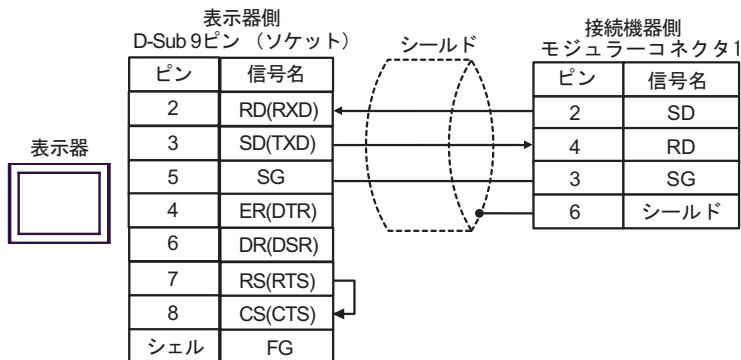 表示器側
D-Sub 9ピン (ソケット)
シールド
接続機器側
モジュラーコネクタ1
ピン 信号名
ピン 信号名
2 RD(RXD)
2 SD
3 SD(TXD)
4 RD
表示器
5 SG
3 SG
4 ER(DTR)
6 シールド
6 DR(DSR)
7 RS(RTS)
8 CS(CTS)
シェル FG